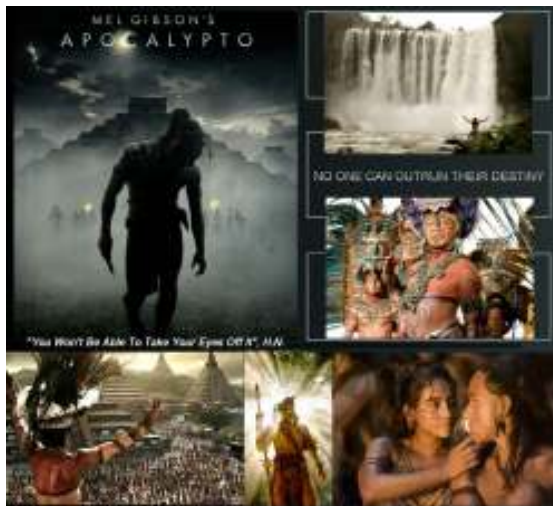 MEL GIBSON'S
APOCALYPTO
NO ONE CAN OUTRUN THEIR DESTINY
"You Won't Be Able To Take Your Eyes Off It", H.N.